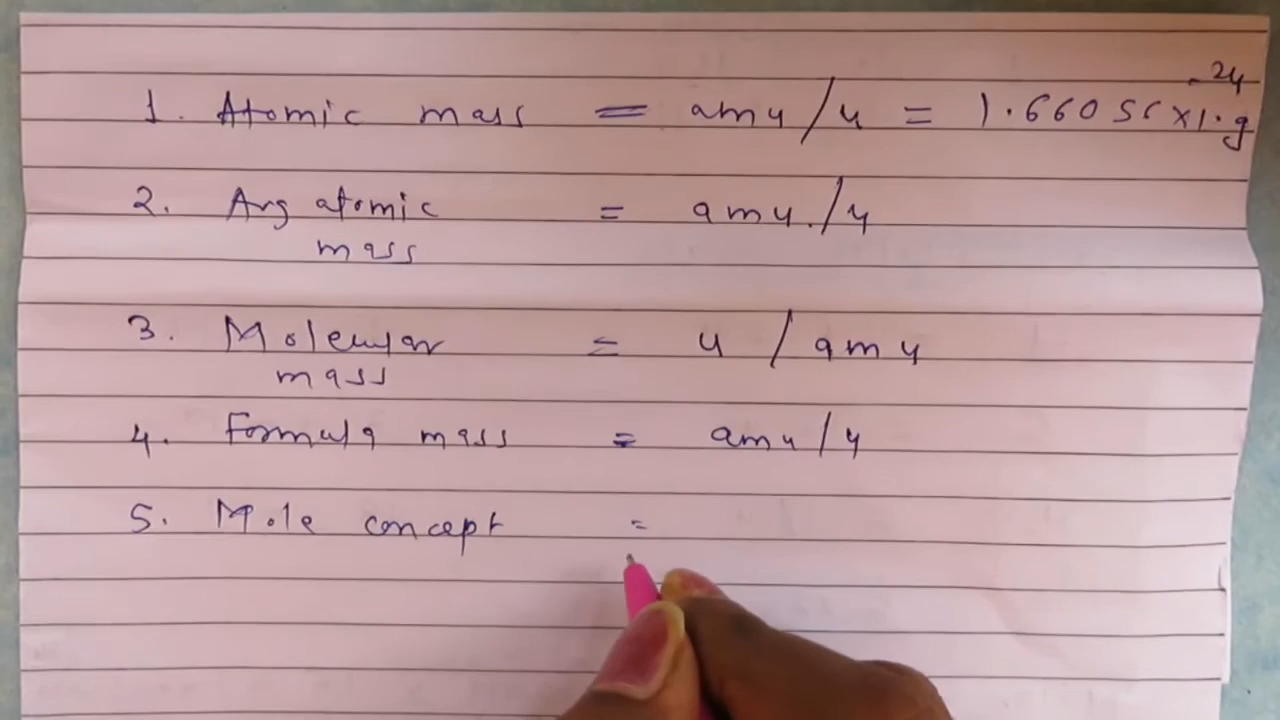 1. Atomic mass = amu/u = 1.66056×10⁻²⁴g
2. Avg atomic = amu./u
mass
3. Molecular = u / amu
mass
4. Formula mass = amu/u
5. Mole concept =